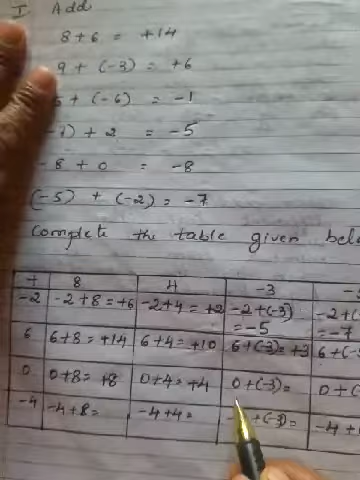 I Add
8 + 6 = +14
9 + (-3) = +6
+ (-6) = -1
7) + 2 = -5
-8 + 0 = -8
(-5) + (-2) = -7
Complete the table given
+ 8 4 -3
-2 -2+8=+6 -2+4=+2 -2+(-3) =-5 -2+( =-7
6 6+8=+14 6+4=+10 6+(-3)=+3 6+(-
0 0+8=+8 0+4=+4 0+(-3)= 0+(
-4 -4+8= -4+4= +(-3)= -4+